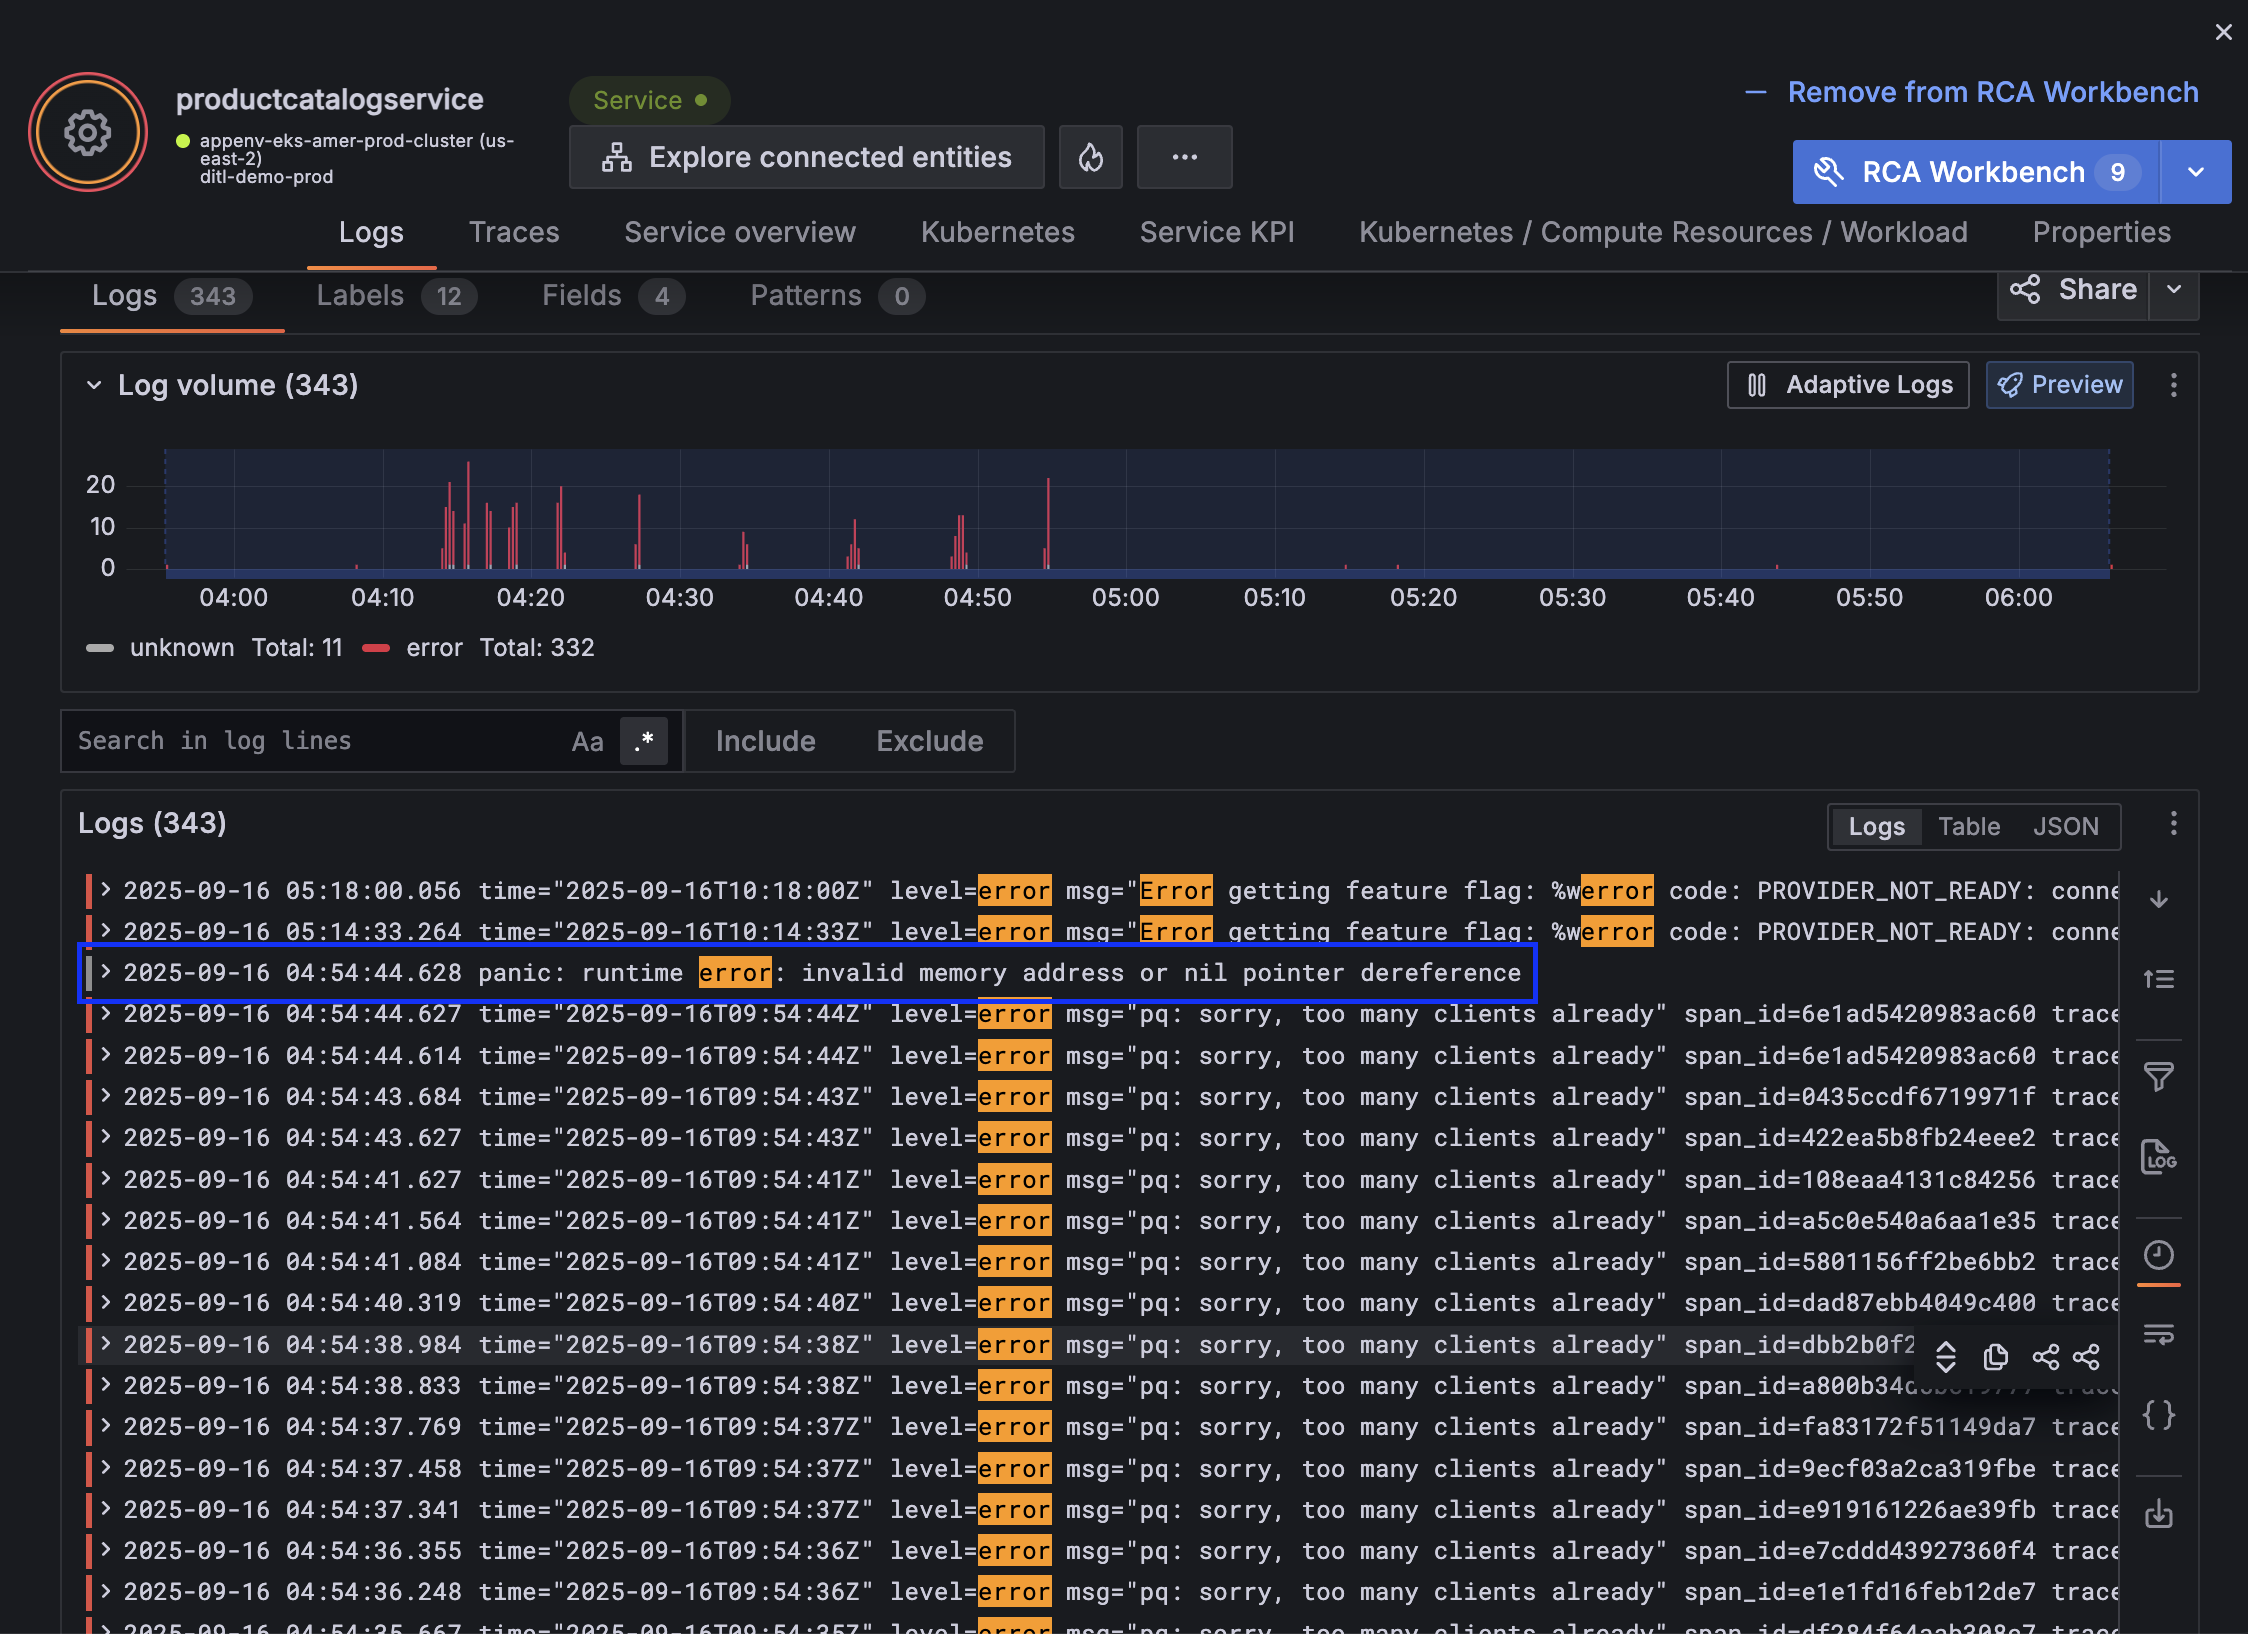 productcatalogservice
appenv-eks-amer-prod-cluster (us-
east-2)
ditl-demo-prod
Service
Explore connected entities
Remove from RCA Workbench
RCA Workbench 9
Logs Traces Service overview Kubernetes Service KPI Kubernetes / Compute Resources / Workload Properties
Logs 343 Labels 12 Fields 4 Patterns 0
Share
Log volume (343)
Adaptive Logs
Preview
20
10
0
04:00 04:10 04:20 04:30 04:40 04:50 05:00 05:10 05:20 05:30 05:40 05:50 06:00
unknown Total: 11 error Total: 332
Search in log lines Aa .* Include Exclude
Logs (343)
Logs Table JSON
2025-09-16 05:18:00.056 time="2025-09-16T10:18:00Z" level=error msg="Error getting feature flag: %werror code: PROVIDER_NOT_READY: conne
2025-09-16 05:14:33.264 time="2025-09-16T10:14:33Z" level=error msg="Error getting feature flag: %werror code: PROVIDER_NOT_READY: conne
2025-09-16 04:54:44.628 panic: runtime error: invalid memory address or nil pointer dereference
2025-09-16 04:54:44.627 time="2025-09-16T09:54:44Z" level=error msg="pq: sorry, too many clients already" span_id=6e1ad5420983ac60 trace
2025-09-16 04:54:44.614 time="2025-09-16T09:54:44Z" level=error msg="pq: sorry, too many clients already" span_id=6e1ad5420983ac60 trace
2025-09-16 04:54:43.684 time="2025-09-16T09:54:43Z" level=error msg="pq: sorry, too many clients already" span_id=0435ccdf6719971f trace
2025-09-16 04:54:43.627 time="2025-09-16T09:54:43Z" level=error msg="pq: sorry, too many clients already" span_id=422ea5b8fb24eee2 trace
2025-09-16 04:54:41.627 time="2025-09-16T09:54:41Z" level=error msg="pq: sorry, too many clients already" span_id=108eaa4131c84256 trace
2025-09-16 04:54:41.564 time="2025-09-16T09:54:41Z" level=error msg="pq: sorry, too many clients already" span_id=a5c0e540a6aa1e35 trace
2025-09-16 04:54:41.084 time="2025-09-16T09:54:41Z" level=error msg="pq: sorry, too many clients already" span_id=5801156ff2be6bb2 trace
2025-09-16 04:54:40.319 time="2025-09-16T09:54:40Z" level=error msg="pq: sorry, too many clients already" span_id=dad87ebb4049c400 trace
2025-09-16 04:54:38.984 time="2025-09-16T09:54:38Z" level=error msg="pq: sorry, too many clients already" span_id=dbb2b0f2
2025-09-16 04:54:38.833 time="2025-09-16T09:54:38Z" level=error msg="pq: sorry, too many clients already"
2025-09-16 04:54:37.769 time="2025-09-16T09:54:37Z" level=error msg="pq: sorry, too many clients already" span_id=fa83172f51149da7 trace
2025-09-16 04:54:37.458 time="2025-09-16T09:54:37Z" level=error msg="pq: sorry, too many clients already" span_id=9ecf03a2ca319fbe trace
2025-09-16 04:54:37.341 time="2025-09-16T09:54:37Z" level=error msg="pq: sorry, too many clients already" span_id=e919161226ae39fb trace
2025-09-16 04:54:36.355 time="2025-09-16T09:54:36Z" level=error msg="pq: sorry, too many clients already" span_id=e7cddd43927360f4 trace
2025-09-16 04:54:36.248 time="2025-09-16T09:54:36Z" level=error msg="pq: sorry, too many clients already" span_id=e1e1fd16feb12de7 trace
LOG